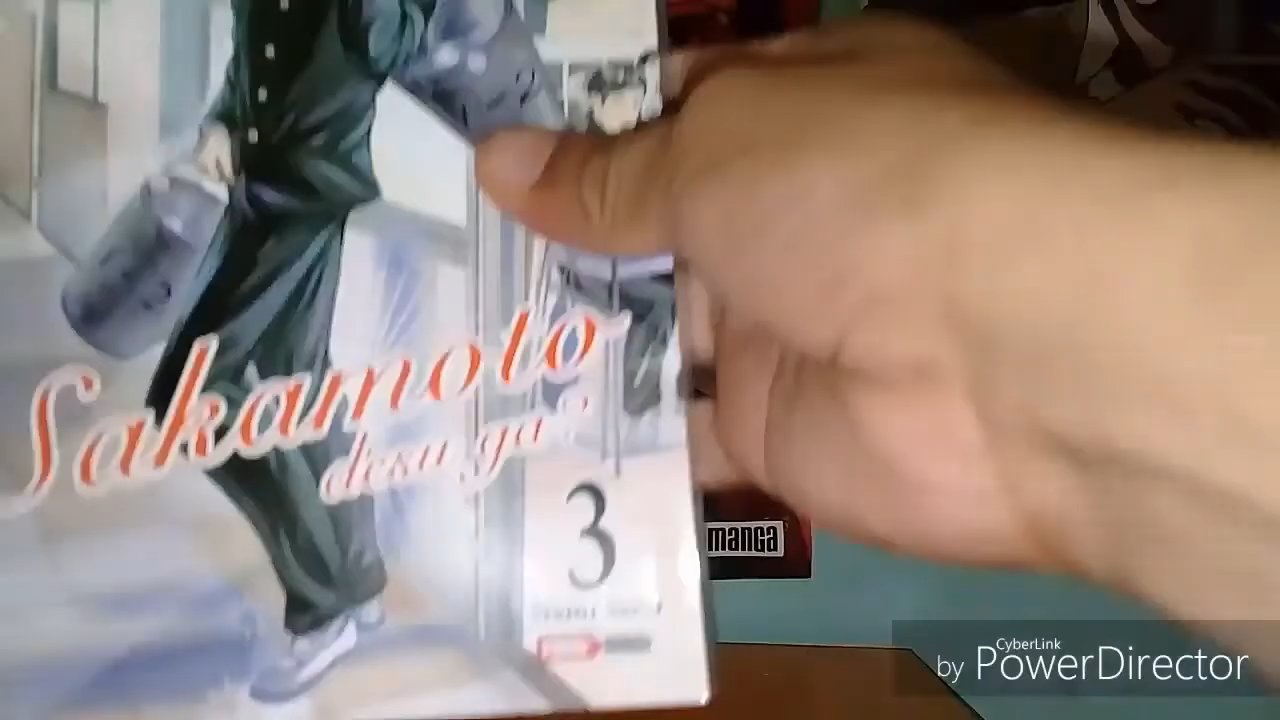 Sakamoto
desu ga?
3
manga
CyberLink
by PowerDirector